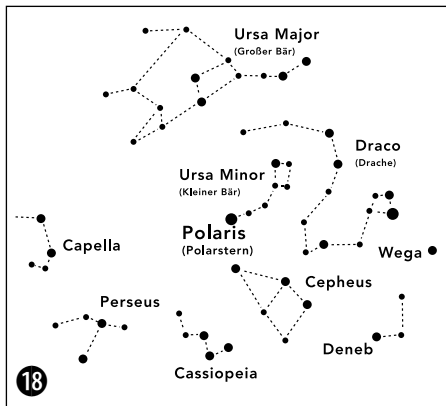 Ursa Major
(Großer Bär)
Draco
(Drache)
Ursa Minor
(Kleiner Bär)
Polaris
(Polarstern)
Capella
Wega
Cepheus
Perseus
Cassiopeia
Deneb
18